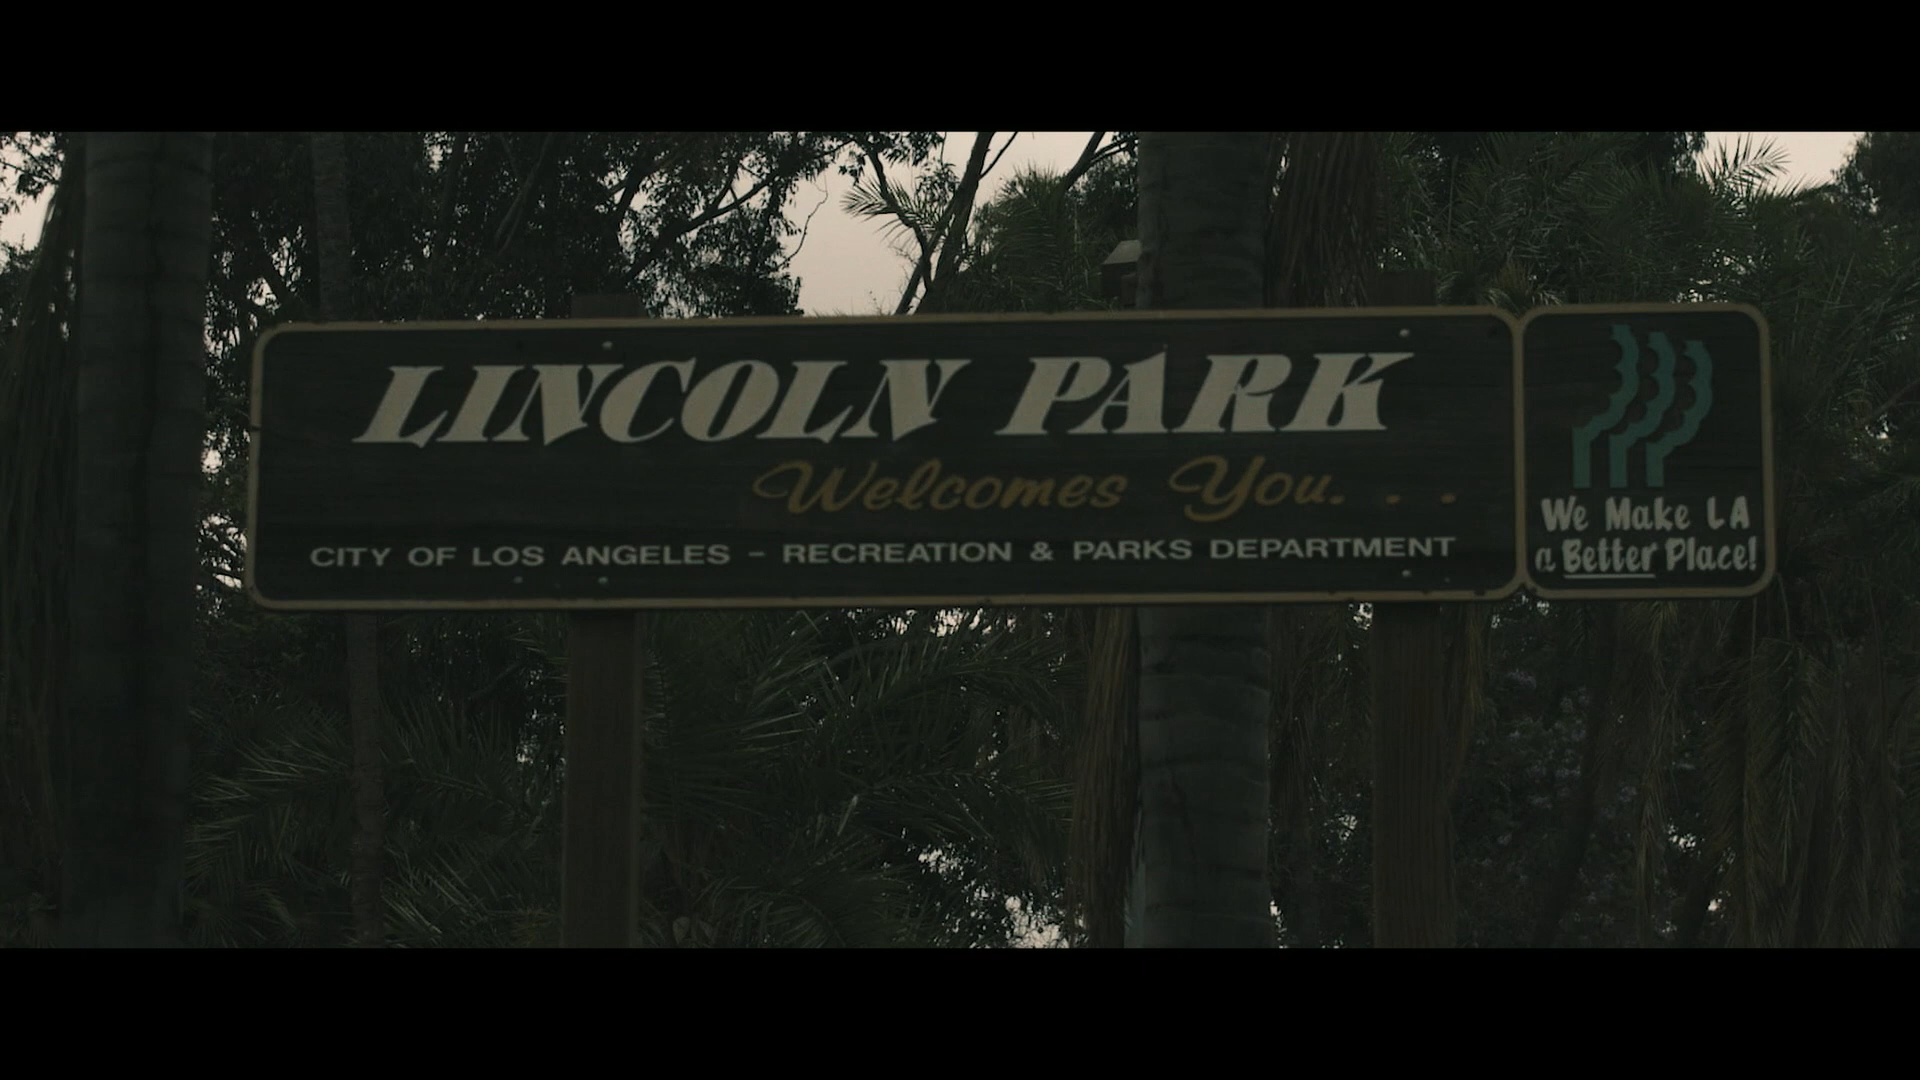 LINCOLN PARK
Welcomes You. . .
CITY OF LOS ANGELES - RECREATION & PARKS DEPARTMENT
We Make LA
a Better Place!